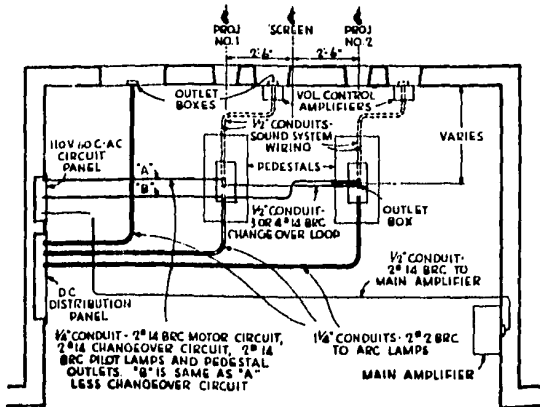 PROJ NO.1
SCREEN
PROJ NO.2
2'-6"
2'-6"
OUTLET
BOXES
VOL. CONTROL
AMPLIFIERS
1/2" CONDUITS-
SOUND SYSTEM
WIRING
VARIES
110V 60 C-AC
CIRCUIT
PANEL
"A"
"B"
PEDESTALS
1/2" CONDUIT-
3 OR 4 #14 BRC
CHANGEOVER LOOP
OUTLET
BOX
1/2" CONDUIT-
2 #14 BRC TO
MAIN AMPLIFIER
DC
DISTRIBUTION
PANEL
3/4" CONDUIT - 2 #14 BRC MOTOR CIRCUIT,
2 #14 CHANGEOVER CIRCUIT, 2 #14
BRC PILOT LAMPS AND PEDESTAL
OUTLETS. "B" IS SAME AS "A"
LESS CHANGEOVER CIRCUIT
1 1/4" CONDUITS - 2 #2 BRC
TO ARC LAMPS
MAIN AMPLIFIER